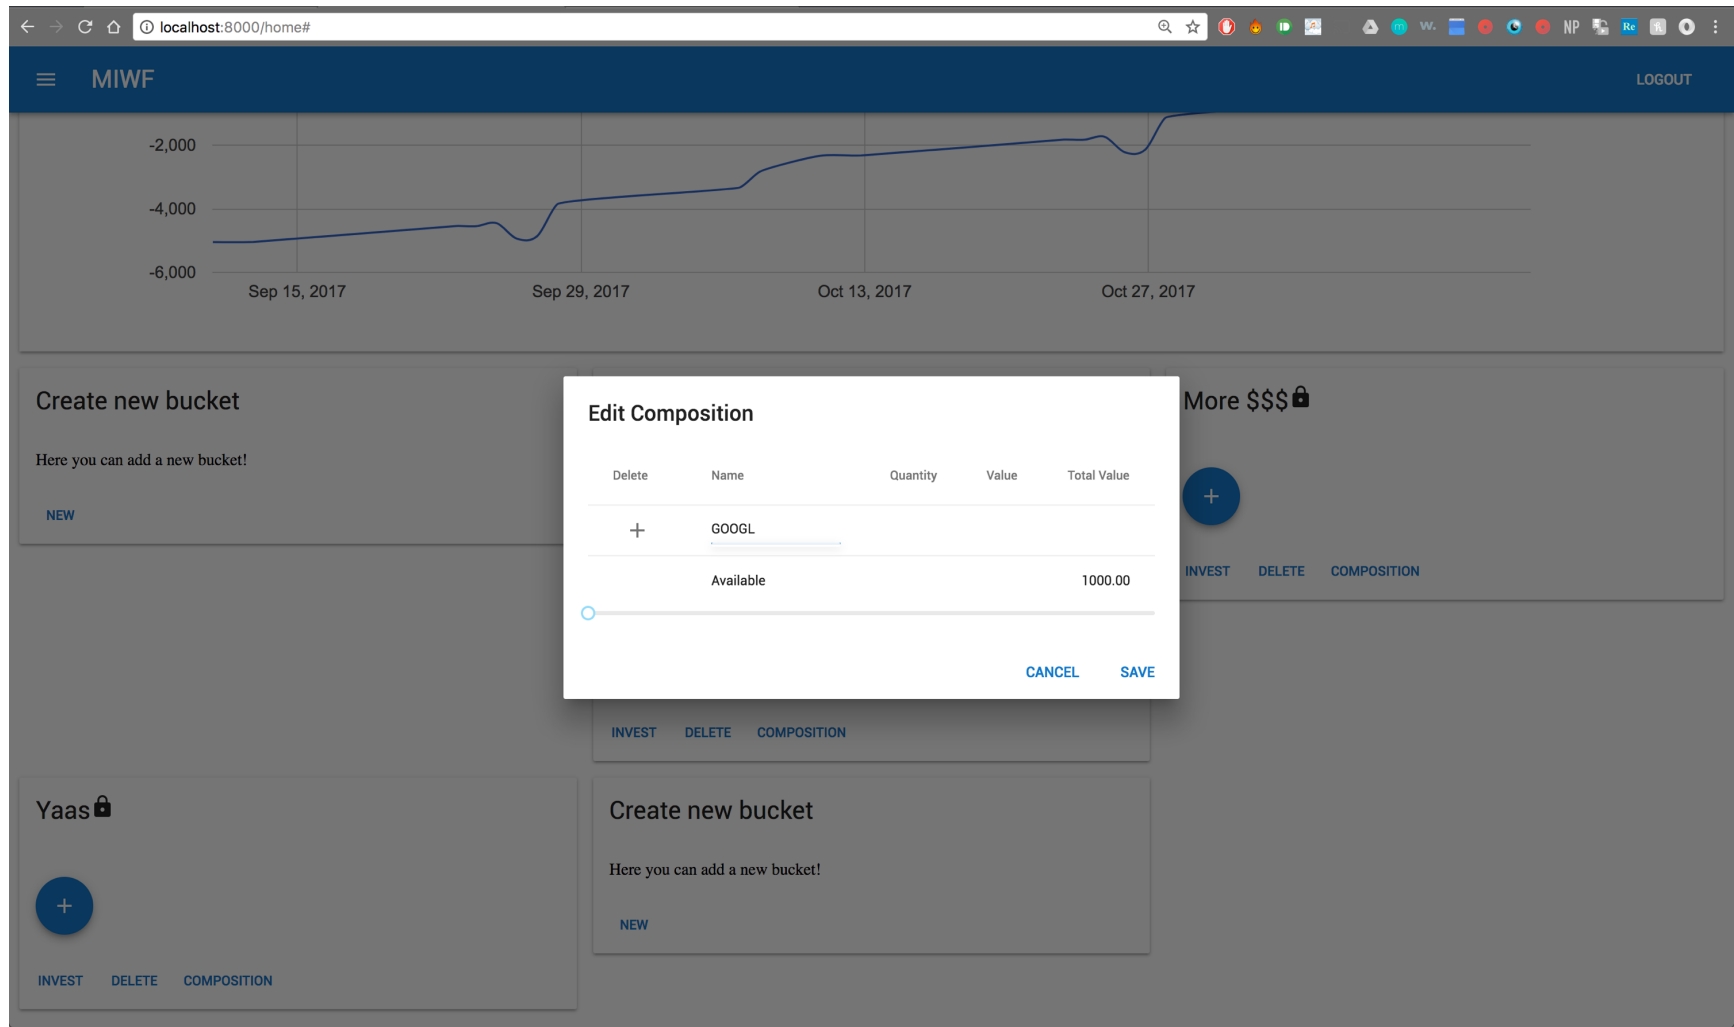 localhost:8000/home#
NP
Re
MIWF
LOGOUT
-2,000
-4,000
-6,000
Sep 15, 2017
Sep 29, 2017
Oct 13, 2017
Oct 27, 2017
Create new bucket
Here you can add a new bucket!
NEW
Edit Composition
Delete Name Quantity Value Total Value
GOOGL
Available 1000.00
CANCEL SAVE
INVEST DELETE COMPOSITION
More $$$
INVEST DELETE COMPOSITION
Yaas
INVEST DELETE COMPOSITION
Create new bucket
Here you can add a new bucket!
NEW